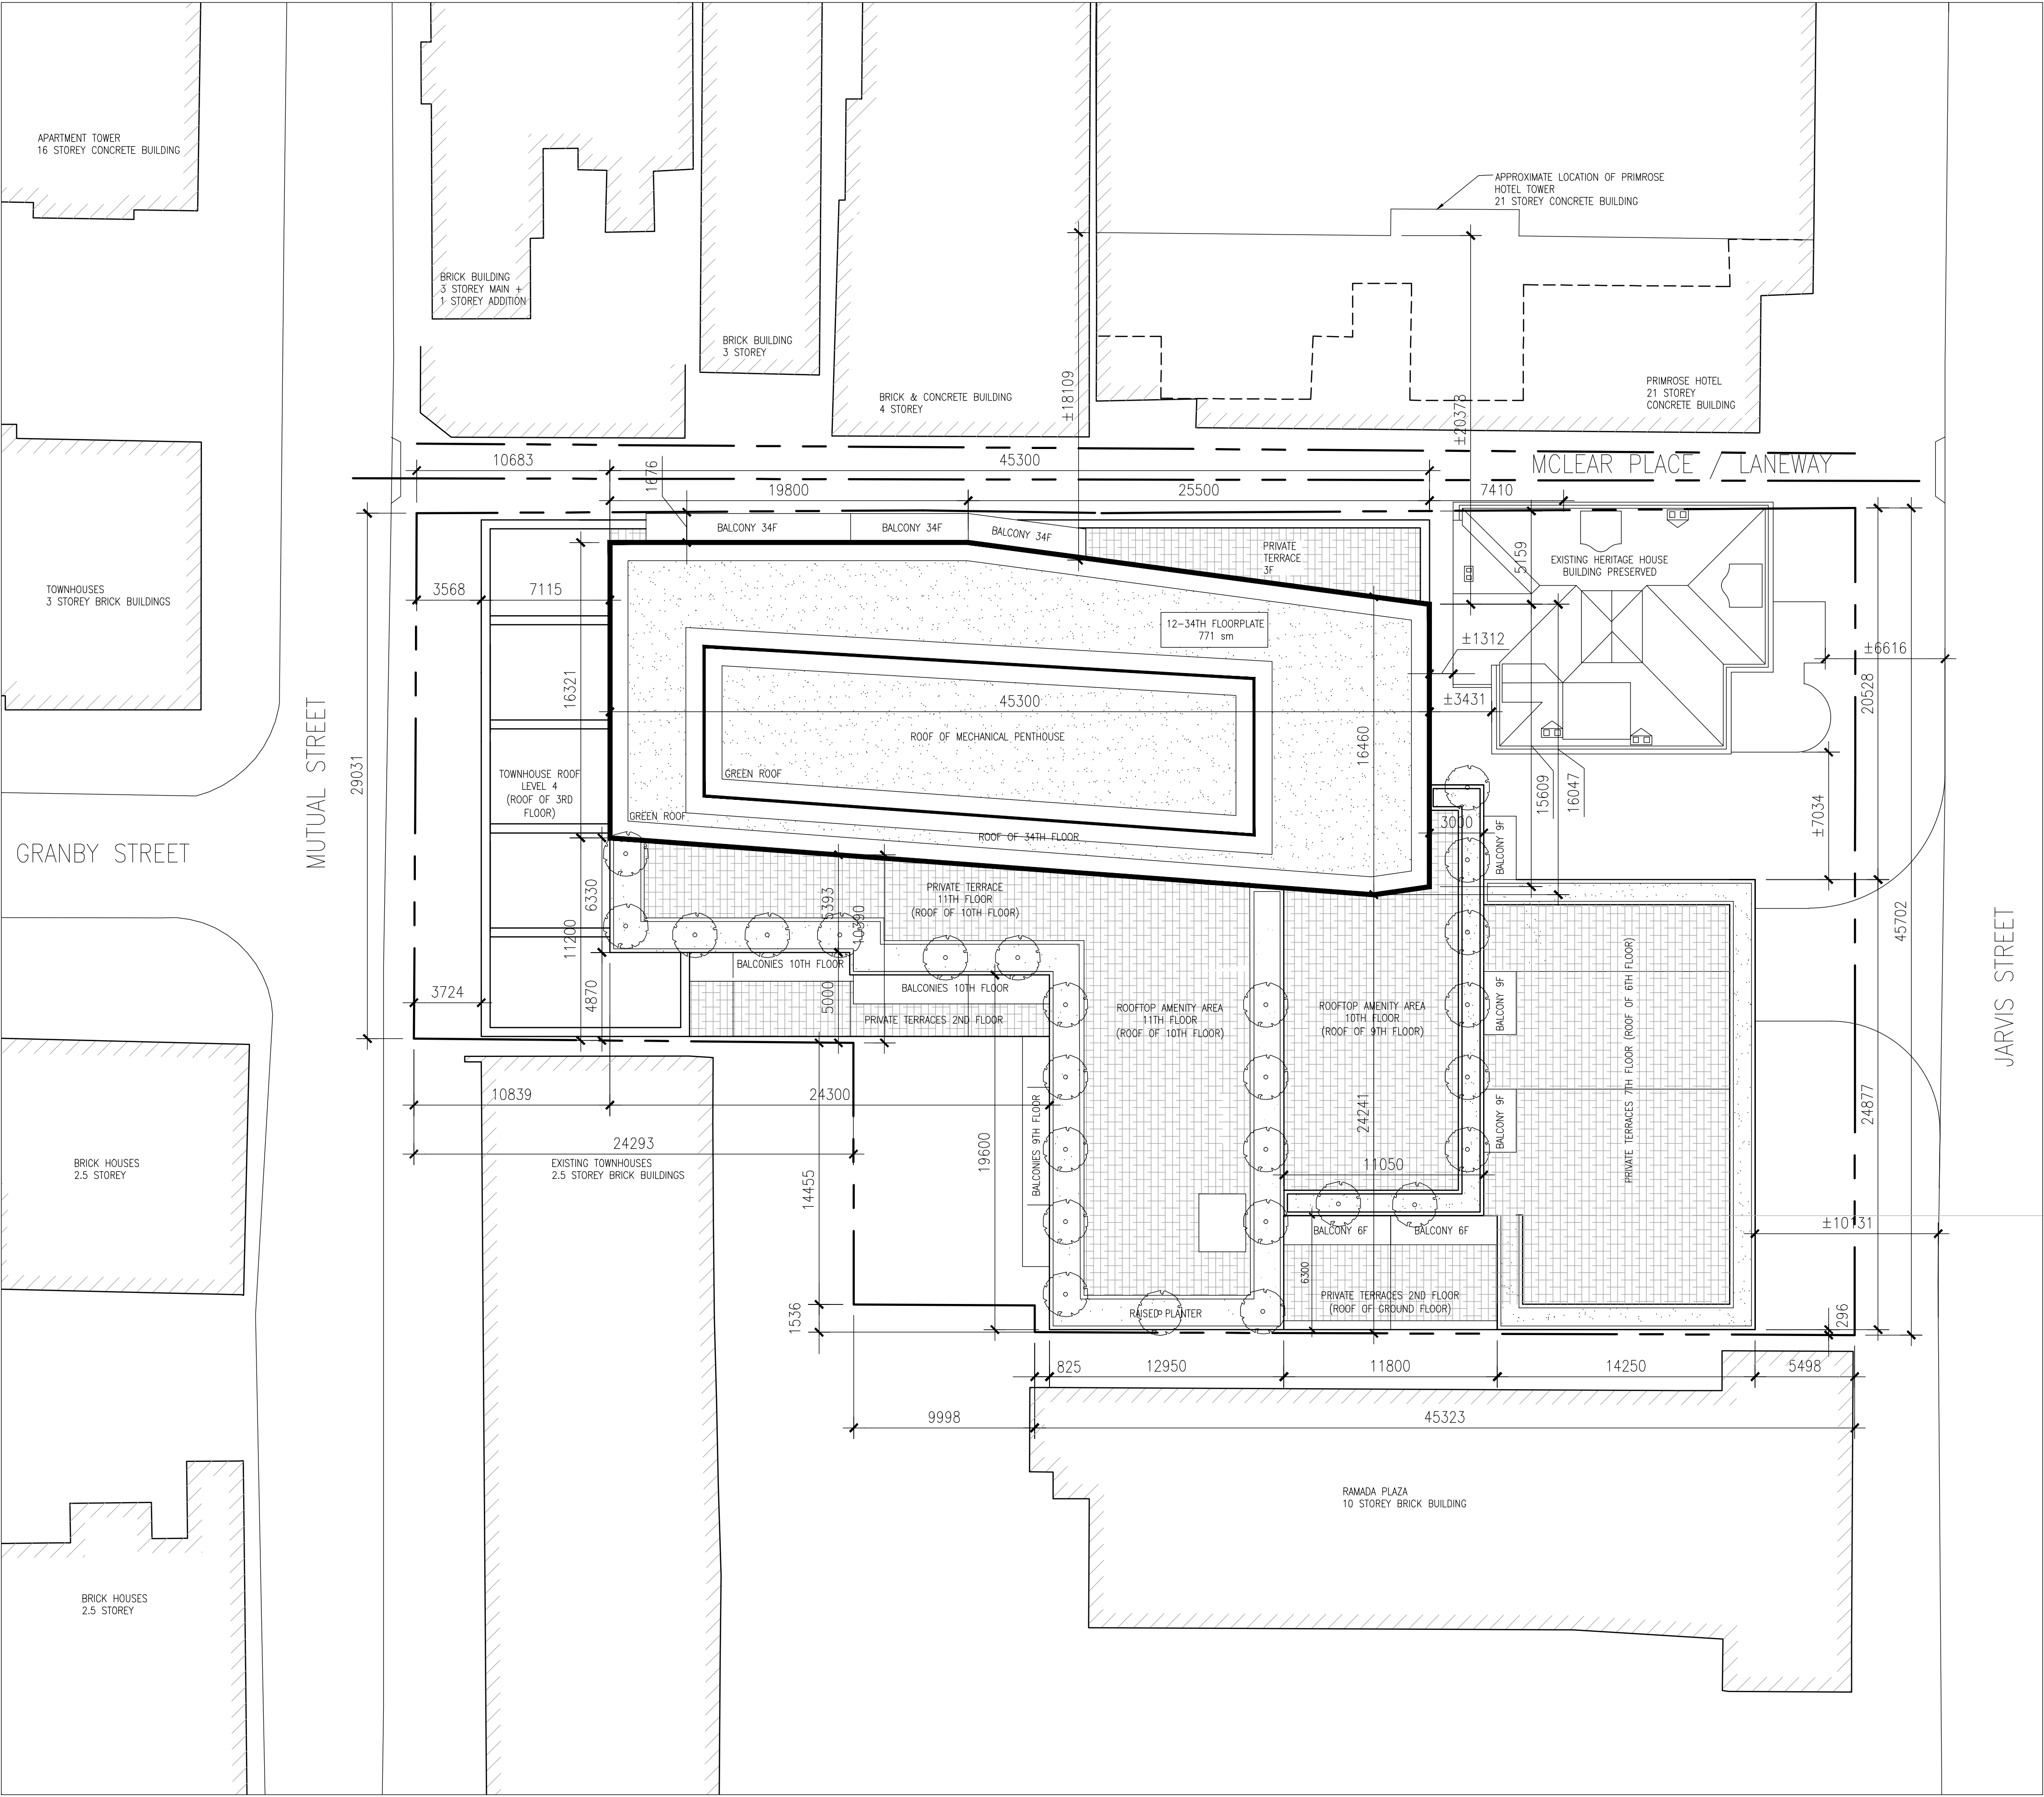 APARTMENT TOWER
16 STOREY CONCRETE BUILDING
APPROXIMATE LOCATION OF PRIMROSE
HOTEL TOWER
21 STOREY CONCRETE BUILDING
BRICK BUILDING
3 STOREY MAIN +
1 STOREY ADDITION
BRICK BUILDING
3 STOREY
±18109
BRICK & CONCRETE BUILDING
4 STOREY
PRIMROSE HOTEL
21 STOREY
CONCRETE BUILDING
±20378
10683
45300
MCLEAR PLACE / LANEWAY
1676
19800
25500
7410
BALCONY 34F
BALCONY 34F
BALCONY 34F
PRIVATE
TERRACE
3F
5159
EXISTING HERITAGE HOUSE
BUILDING PRESERVED
TOWNHOUSES
3 STOREY BRICK BUILDINGS
3568
7115
12-34TH FLOORPLATE
771 sm
±1312
±6616
16321
45300
±3431
20528
ROOF OF MECHANICAL PENTHOUSE
16460
MUTUAL STREET
29031
TOWNHOUSE ROOF
LEVEL 4
(ROOF OF 3RD
FLOOR)
GREEN ROOF
GREEN ROOF
ROOF OF 34TH FLOOR
15609
16047
±7034
3000
BALCONY 9F
GRANBY STREET
6330
11200
5393
10390
PRIVATE TERRACE
11TH FLOOR
(ROOF OF 10TH FLOOR)
45702
JARVIS STREET
BALCONIES 10TH FLOOR
BALCONIES 10TH FLOOR
3724
4870
5000
PRIVATE TERRACES 2ND FLOOR
ROOFTOP AMENITY AREA
11TH FLOOR
(ROOF OF 10TH FLOOR)
ROOFTOP AMENITY AREA
10TH FLOOR
(ROOF OF 9TH FLOOR)
BALCONY 9F
PRIVATE TERRACES 7TH FLOOR (ROOF OF 6TH FLOOR)
10839
24300
BALCONIES 9TH FLOOR
24241
BALCONY 9F
24877
24293
19600
BRICK HOUSES
2.5 STOREY
EXISTING TOWNHOUSES
2.5 STOREY BRICK BUILDINGS
11050
14455
±10131
BALCONY 6F
BALCONY 6F
6300
PRIVATE TERRACES 2ND FLOOR
(ROOF OF GROUND FLOOR)
RAISED PLANTER
1536
296
825
12950
11800
14250
5498
9998
45323
RAMADA PLAZA
10 STOREY BRICK BUILDING
BRICK HOUSES
2.5 STOREY